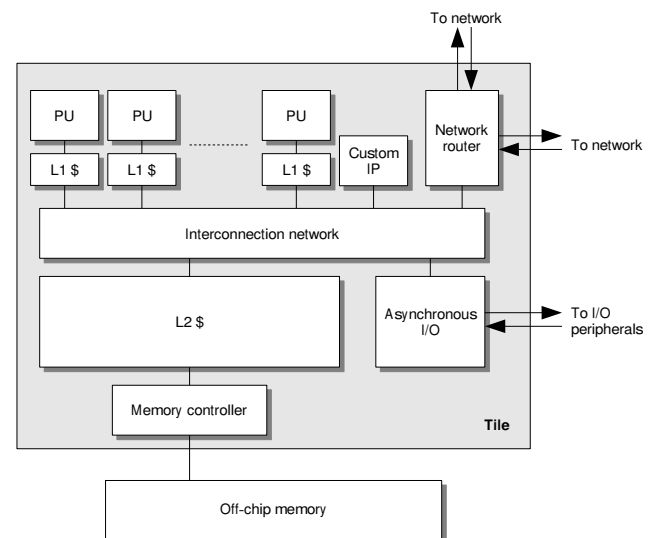 To network
PU
PU
PU
Network
router
To network
Custom
IP
L1 $
L1 $
L1 $
Interconnection network
L2 $
Asynchronous
I/O
To I/O
peripherals
Memory controller
Tile
Off-chip memory